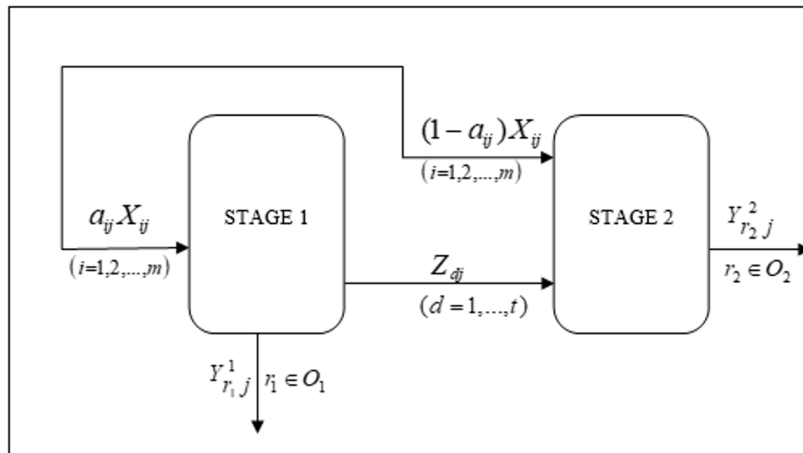 (1 − a_ij)X_ij
(i=1,2,...,m)
STAGE 1
STAGE 2
a_ij X_ij
(i=1,2,...,m)
Y^2_{r_2 j}
r_2 ∈ O_2
Z_dj
(d = 1,...,t)
Y^1_{r_1 j} r_1 ∈ O_1